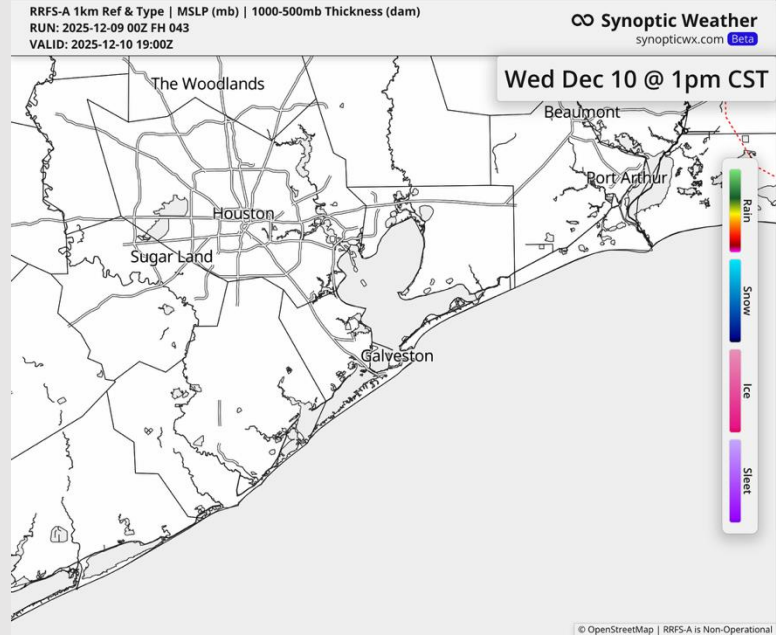 RRFS-A 1km Ref & Type | MSLP (mb) | 1000-500mb Thickness (dam)
RUN: 2025-12-09 00Z FH 043
VALID: 2025-12-10 19:00Z
Synoptic Weather
synopticwx.com Beta
Wed Dec 10 @ 1pm CST
The Woodlands
Beaumont
Port Arthur
Houston
Sugar Land
Galveston
Rain
Snow
Ice
Sleet
© OpenStreetMap | RRFS-A is Non-Operational